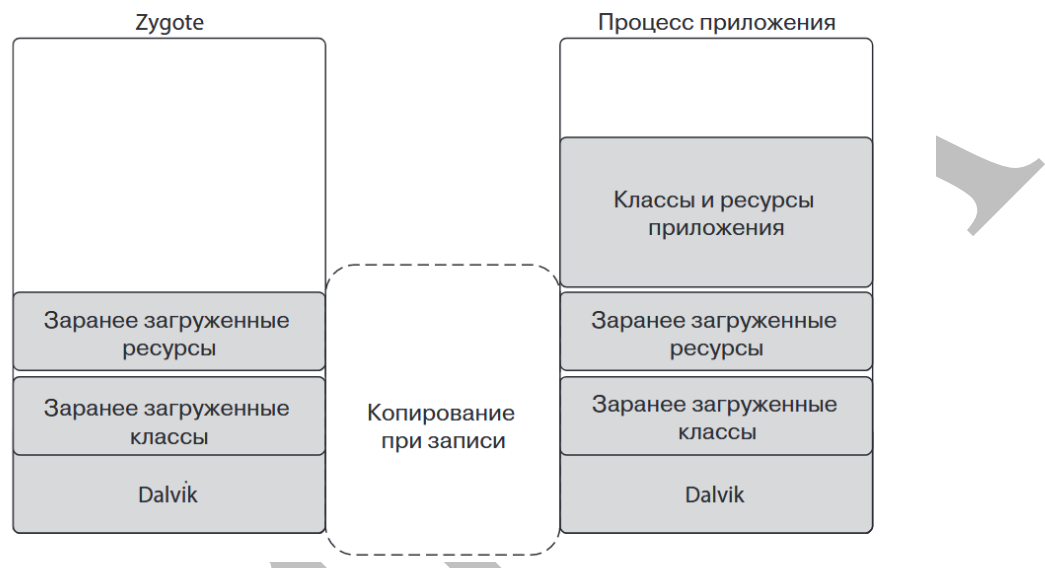 Zygote
Процесс приложения
Классы и ресурсы
приложения
Заранее загруженные
ресурсы
Заранее загруженные
ресурсы
Заранее загруженные
классы
Копирование
при записи
Заранее загруженные
классы
Dalvik
Dalvik